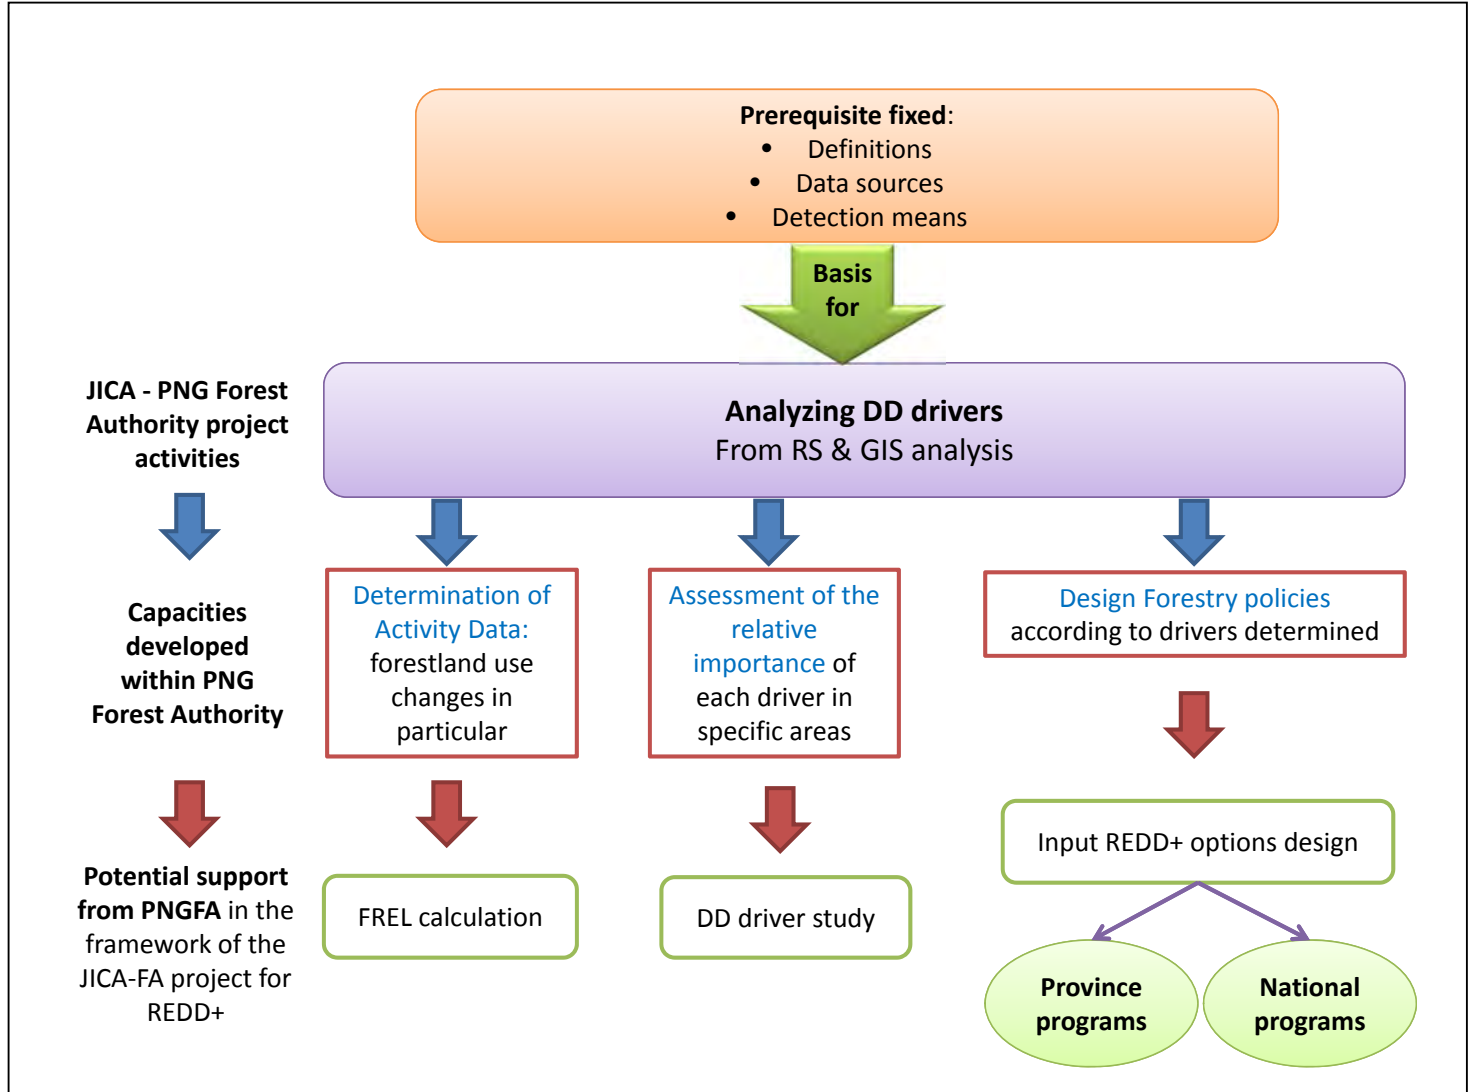 Prerequisite fixed:
• Definitions
• Data sources
• Detection means
Basis
for
JICA - PNG Forest
Authority project
activities
Analyzing DD drivers
From RS & GIS analysis
Capacities
developed
within PNG
Forest Authority
Determination of
Activity Data:
forestland use
changes in
particular
Assessment of the
relative
importance of
each driver in
specific areas
Design Forestry policies
according to drivers determined
Potential support
from PNGFA in the
framework of the
JICA-FA project for
REDD+
FREL calculation
DD driver study
Input REDD+ options design
Province
programs
National
programs